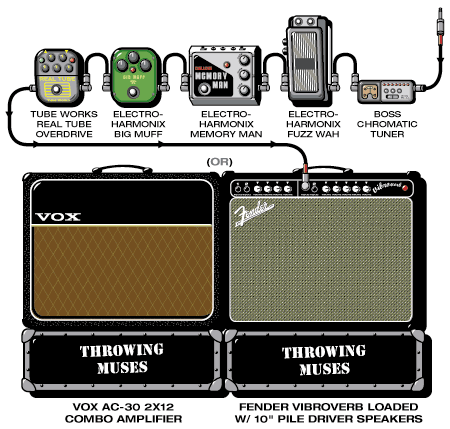 REAL TUBE
BIG MUFF
MEMORY
MAN
TUBE WORKS
REAL TUBE
OVERDRIVE
ELECTRO-
HARMONIX
BIG MUFF
ELECTRO-
HARMONIX
MEMORY MAN
ELECTRO-
HARMONIX
FUZZ WAH
BOSS
CHROMATIC
TUNER
(OR)
VOX
Vibroverb
Fender
THROWING
MUSES
THROWING
MUSES
VOX AC-30 2X12
COMBO AMPLIFIER
FENDER VIBROVERB LOADED
W/ 10" PILE DRIVER SPEAKERS